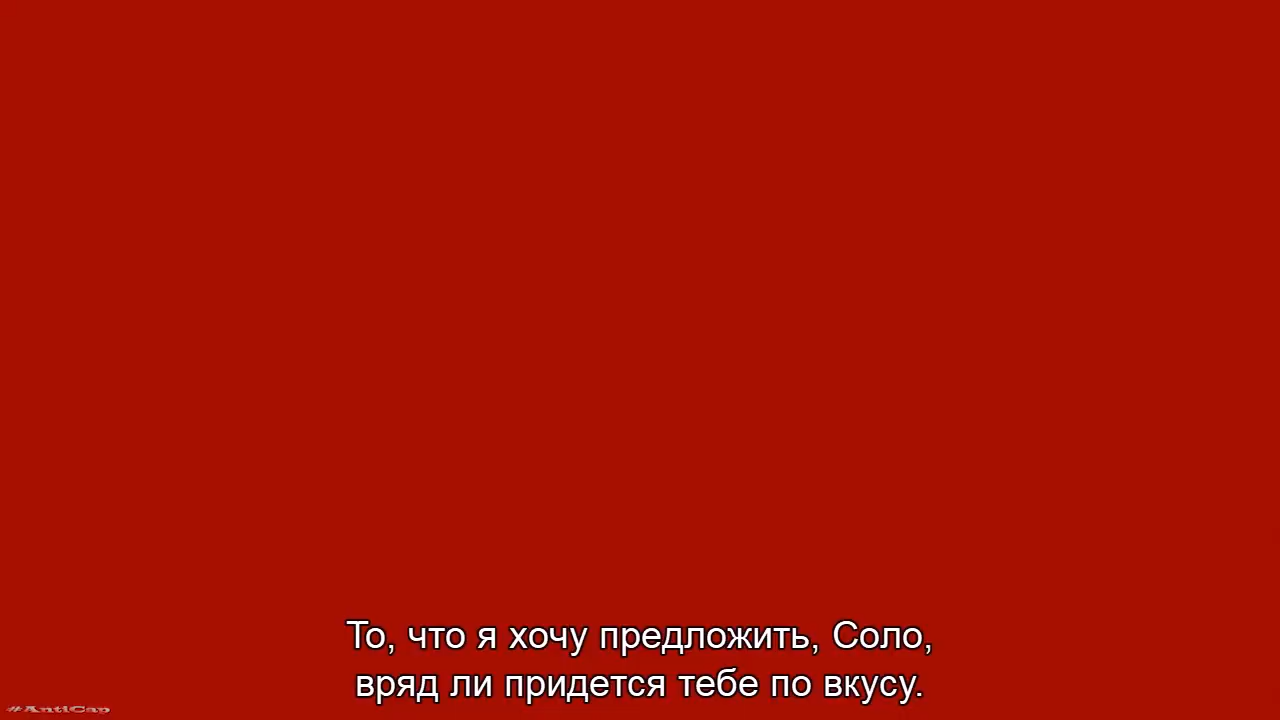 То, что я хочу предложить, Соло,
вряд ли придется тебе по вкусу.
#AntiCap